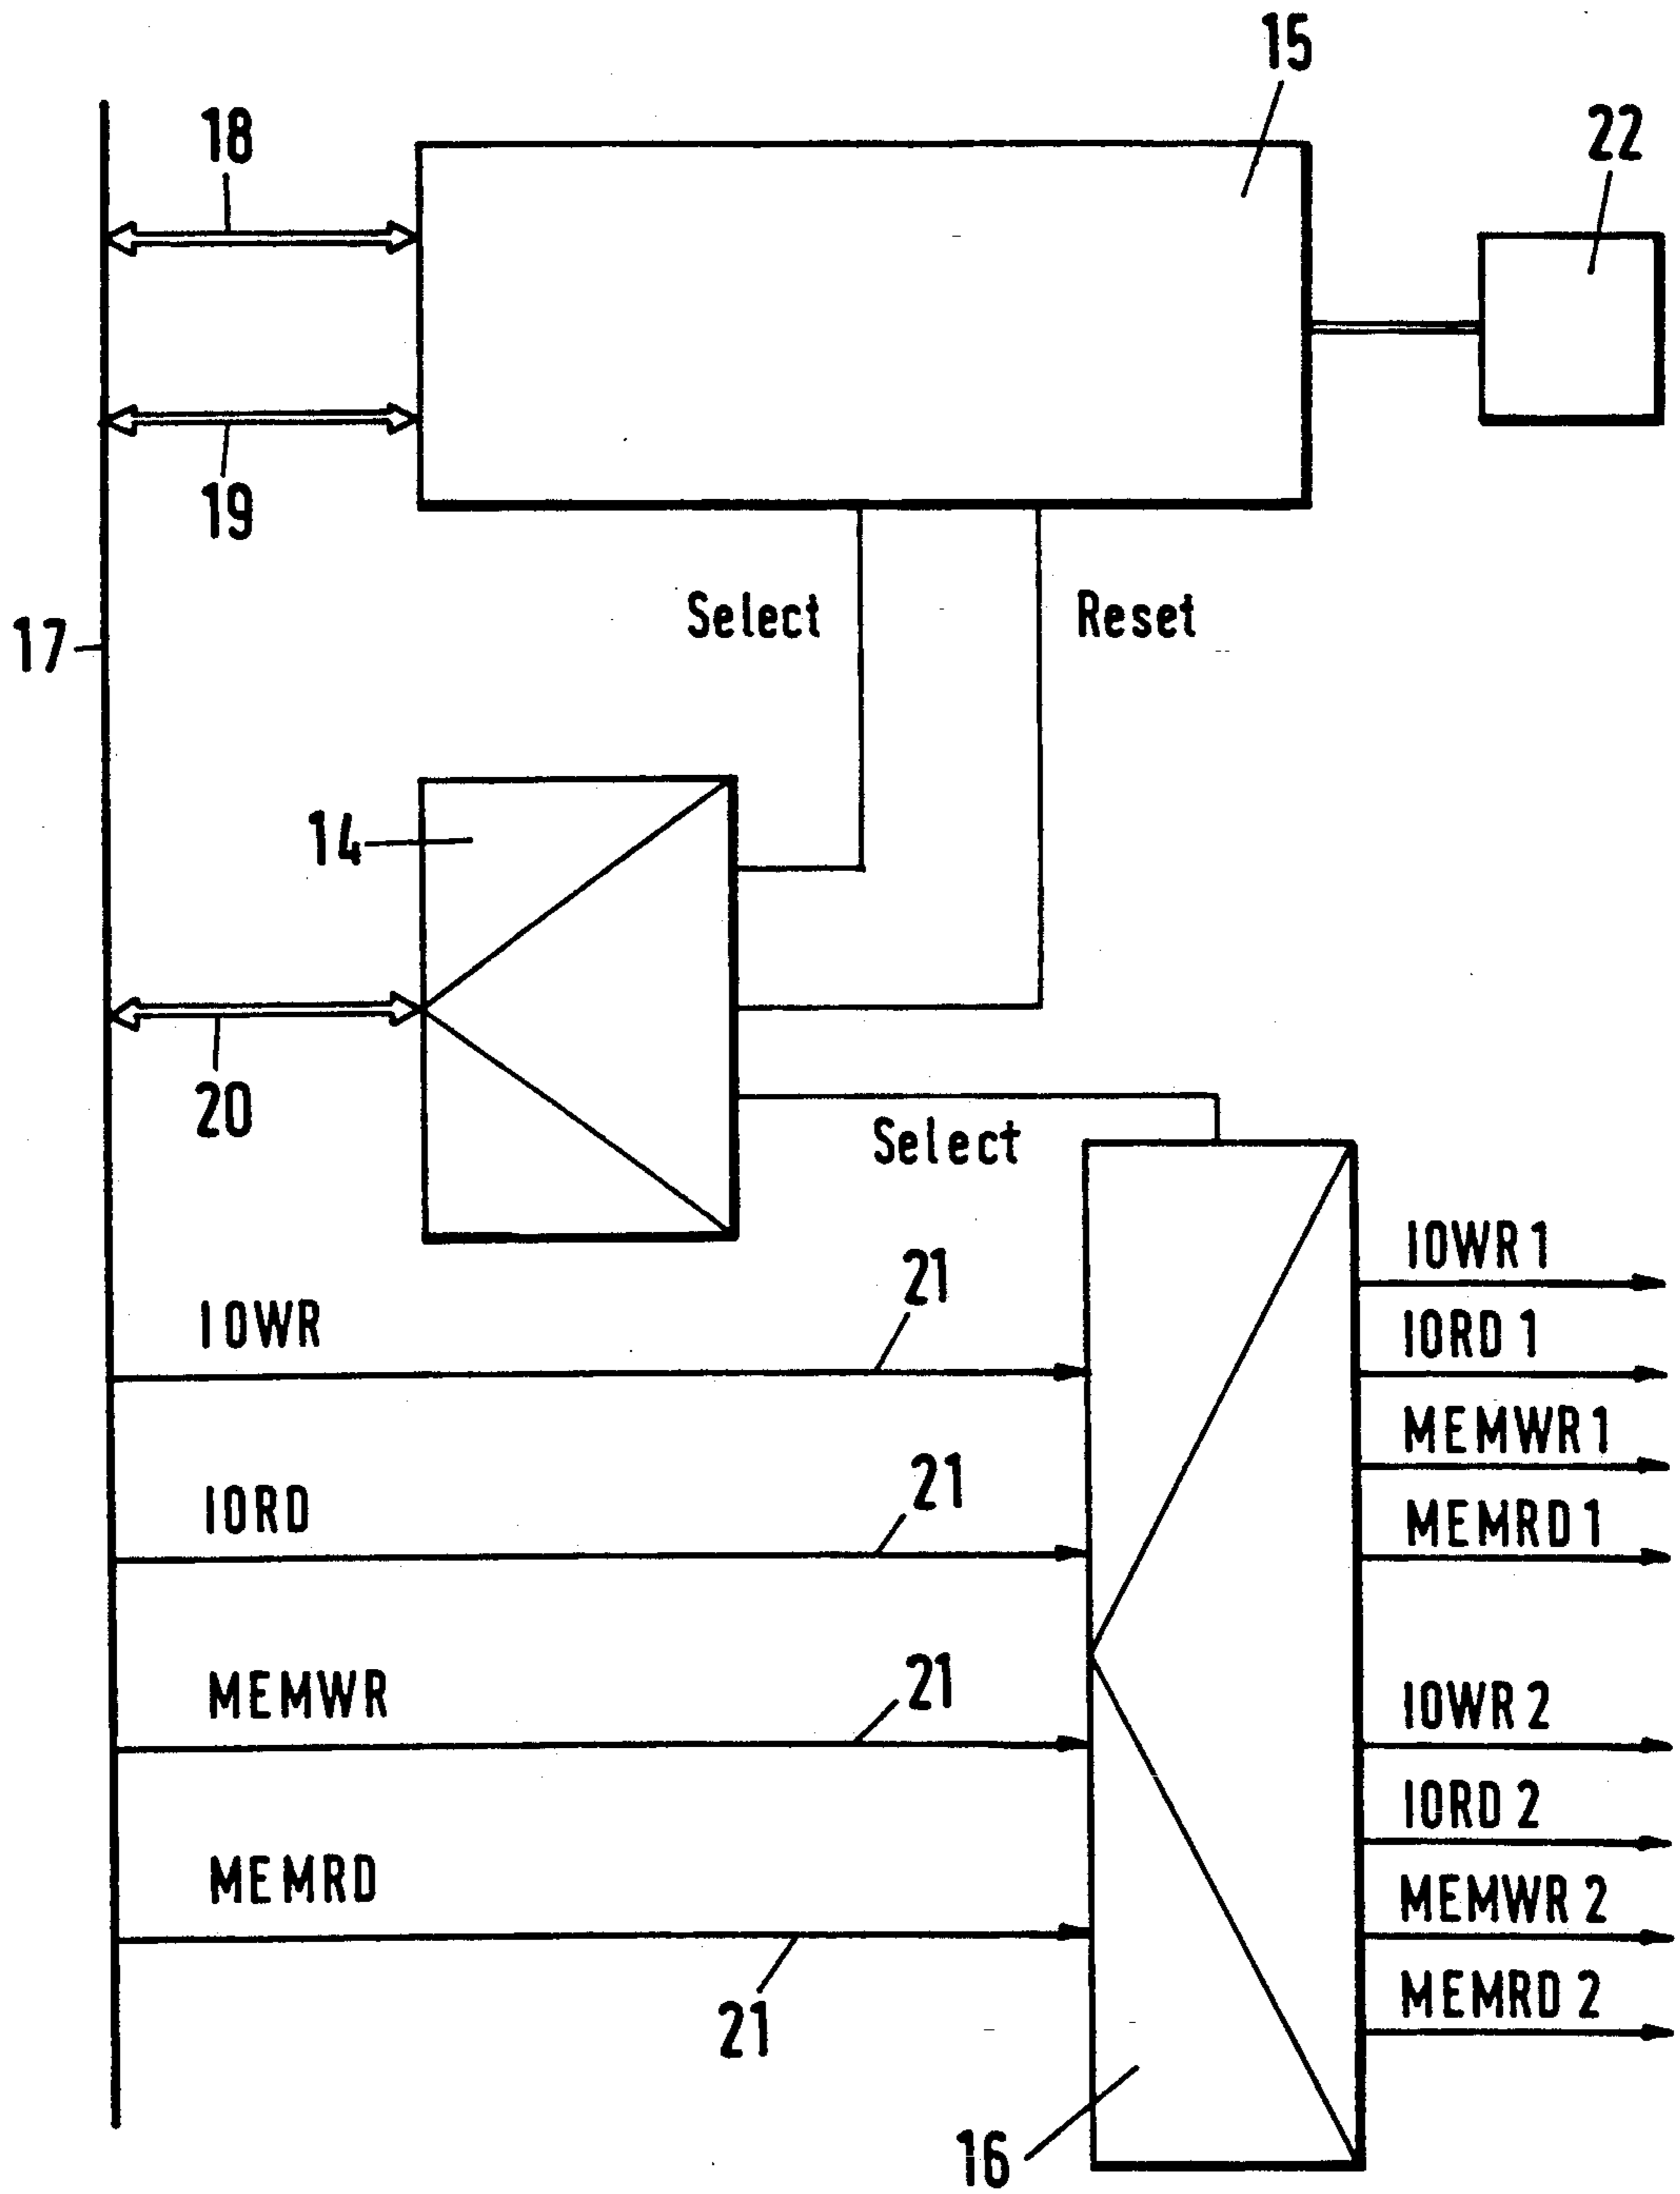 15
22
18
19
Select
Reset
17
14
20
Select
IOWR
21
IORD
21
MEMWR
21
MEMRD
21
IOWR 1
IORD 1
MEMWR 1
MEMRD 1
IOWR 2
IORD 2
MEMWR 2
MEMRD 2
16